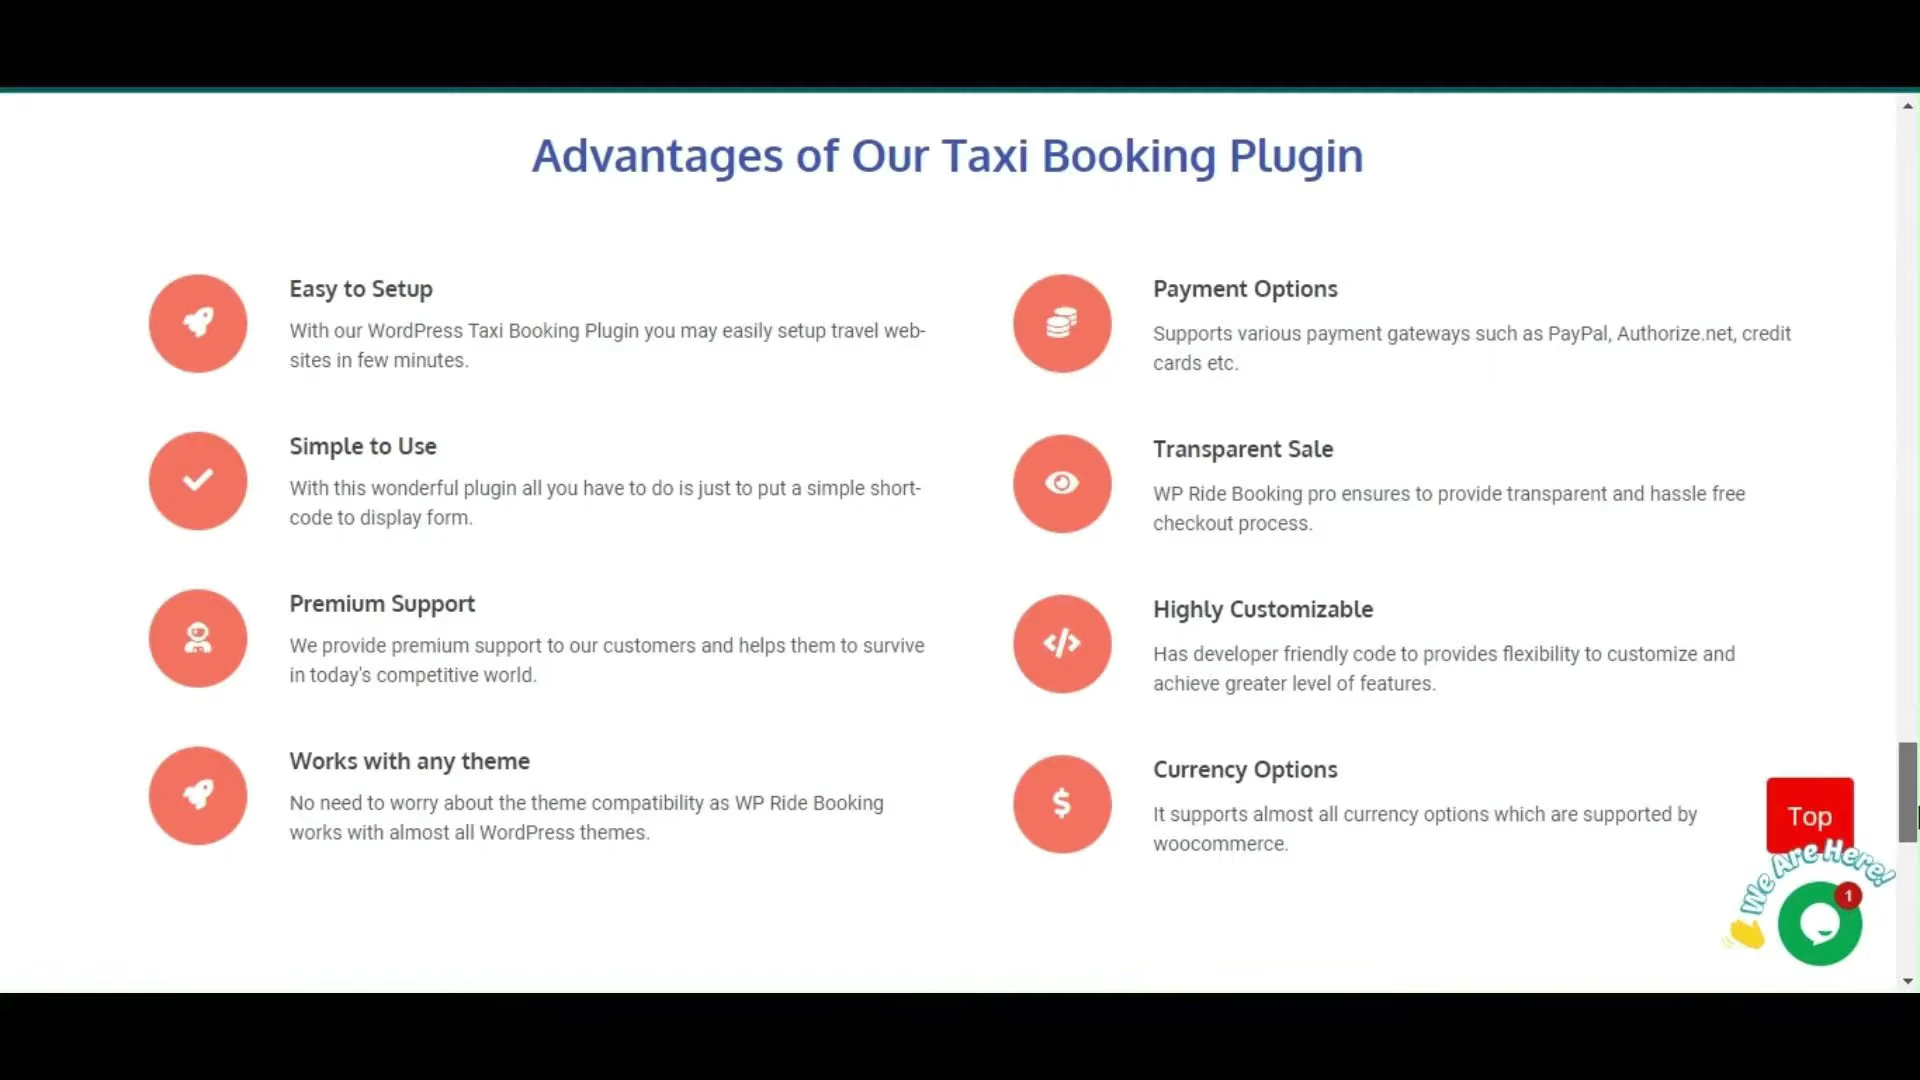 Advantages of Our Taxi Booking Plugin
Easy to Setup
With our WordPress Taxi Booking Plugin you may easily setup travel web-
sites in few minutes.
Simple to Use
With this wonderful plugin all you have to do is just to put a simple short-
code to display form.
Premium Support
We provide premium support to our customers and helps them to survive
in today's competitive world.
Works with any theme
No need to worry about the theme compatibility as WP Ride Booking
works with almost all WordPress themes.
Payment Options
Supports various payment gateways such as PayPal, Authorize.net, credit
cards etc.
Transparent Sale
WP Ride Booking pro ensures to provide transparent and hassle free
checkout process.
Highly Customizable
Has developer friendly code to provides flexibility to customize and
achieve greater level of features.
Currency Options
It supports almost all currency options which are supported by
woocommerce.
Top
We Are Here!
1